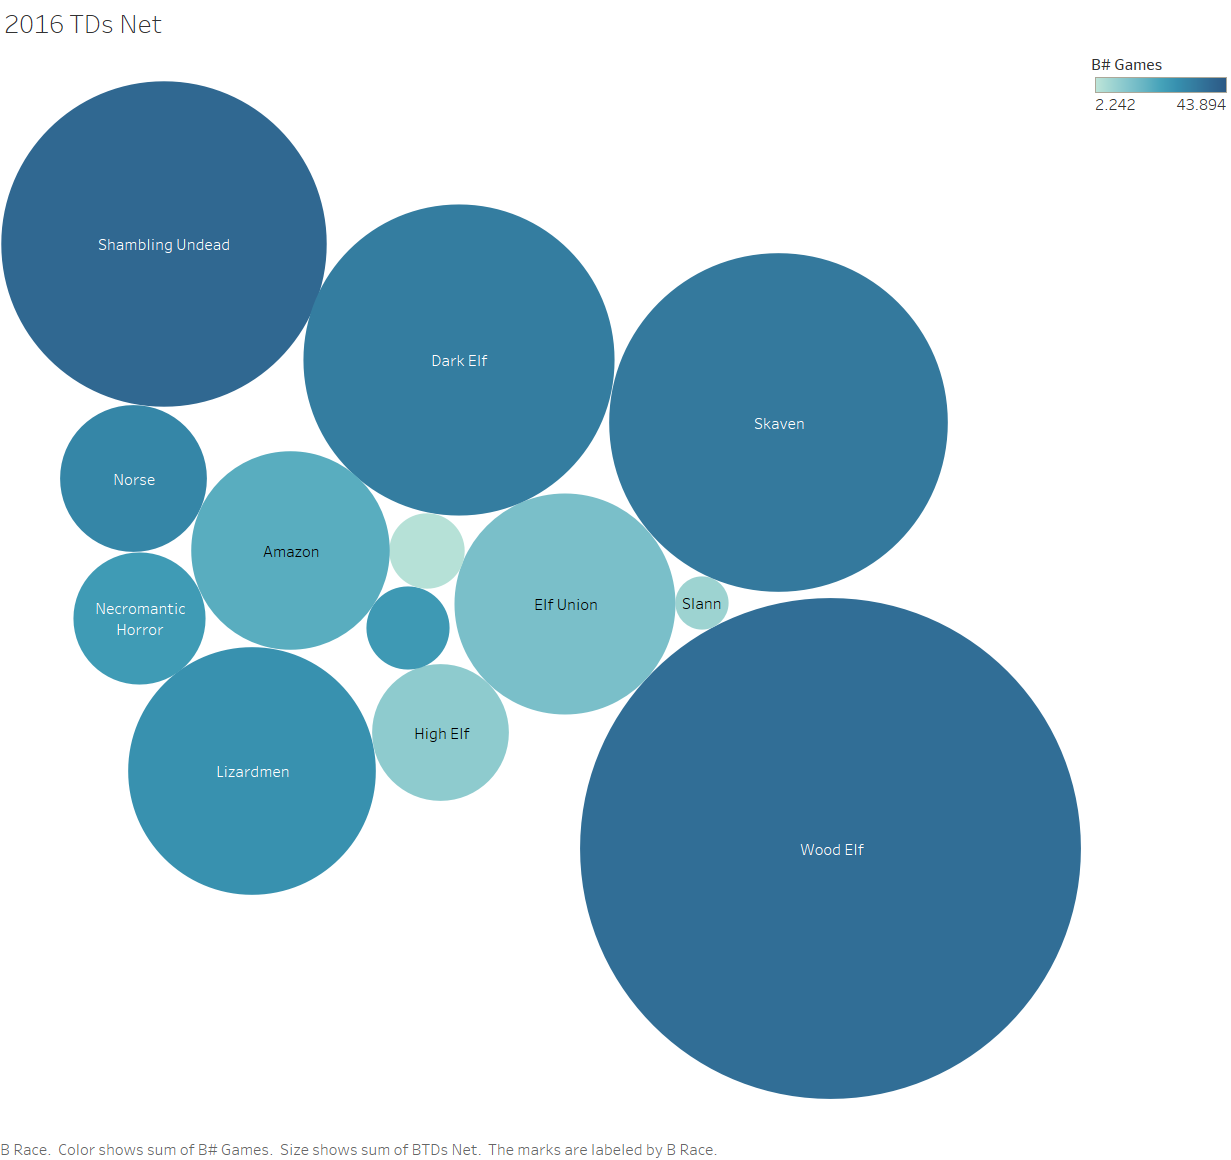 2016 TDs Net
B# Games
2.242 43.894
Shambling Undead
Dark Elf
Skaven
Norse
Amazon
Necromantic
Horror
Elf Union
Slann
High Elf
Lizardmen
Wood Elf
B Race.  Color shows sum of B# Games.  Size shows sum of BTDs Net.  The marks are labeled by B Race.